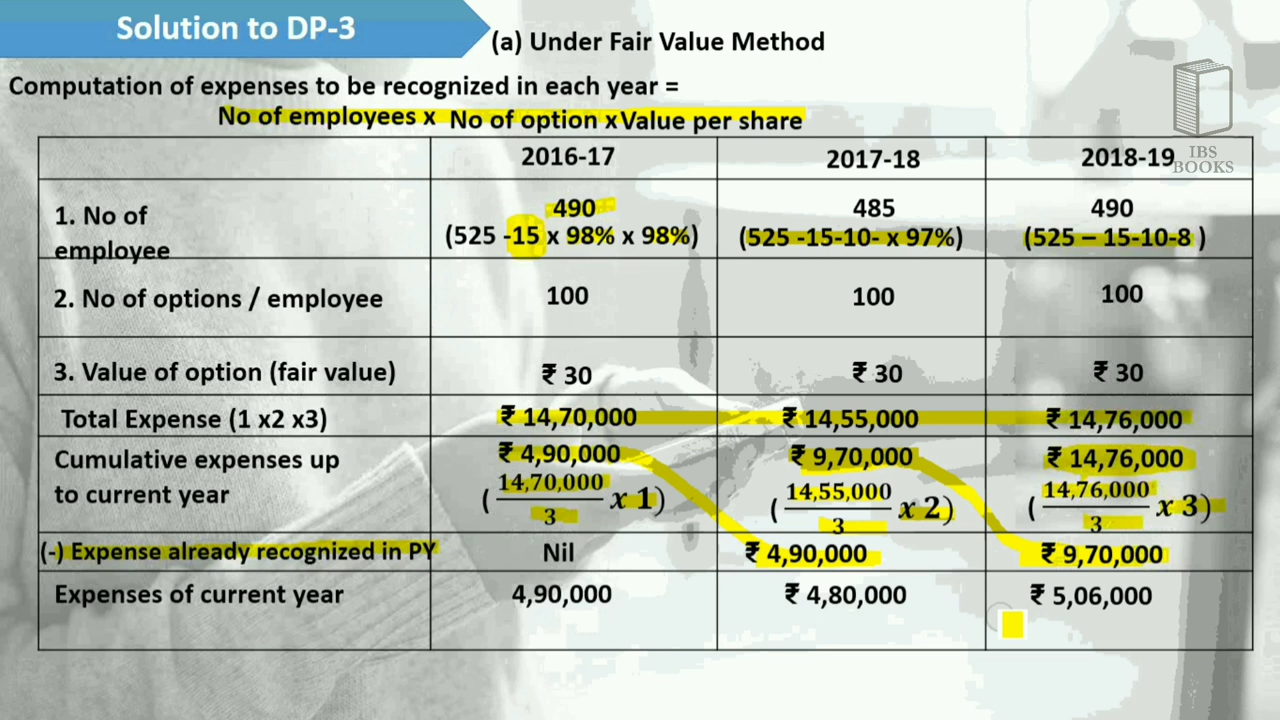 Solution to DP-3
(a) Under Fair Value Method
Computation of expenses to be recognized in each year =
No of employees x No of option x Value per share
IBS
BOOKS
2016-17 2017-18 2018-19
1. No of employee
490
(525 -15 x 98% x 98%)
485
(525 -15-10- x 97%)
490
(525 – 15-10-8 )
2. No of options / employee 100 100 100
3. Value of option (fair value) ₹ 30 ₹ 30 ₹ 30
Total Expense (1 x2 x3) ₹ 14,70,000 ₹ 14,55,000 ₹ 14,76,000
Cumulative expenses up
to current year
₹ 4,90,000
(14,70,000/3 x 1)
₹ 9,70,000
(14,55,000/3 x 2)
₹ 14,76,000
(14,76,000/3 x 3)
(-) Expense already recognized in PY Nil ₹ 4,90,000 ₹ 9,70,000
Expenses of current year 4,90,000 ₹ 4,80,000 ₹ 5,06,000